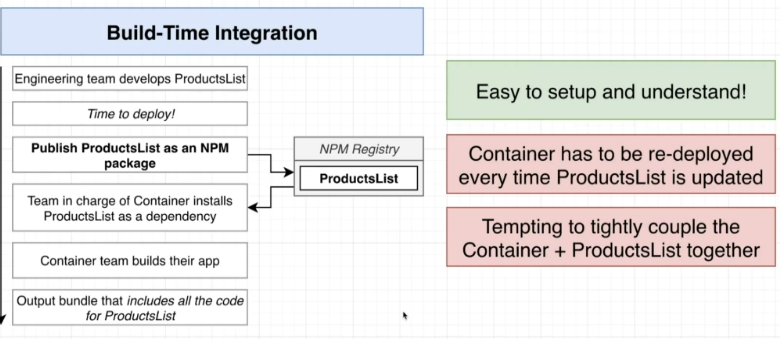 Build-Time Integration
Engineering team develops ProductsList
Time to deploy!
Publish ProductsList as an NPM
package
NPM Registry
ProductsList
Team in charge of Container installs
ProductsList as a dependency
Container team builds their app
Output bundle that includes all the code
for ProductsList
Easy to setup and understand!
Container has to be re-deployed
every time ProductsList is updated
Tempting to tightly couple the
Container + ProductsList together